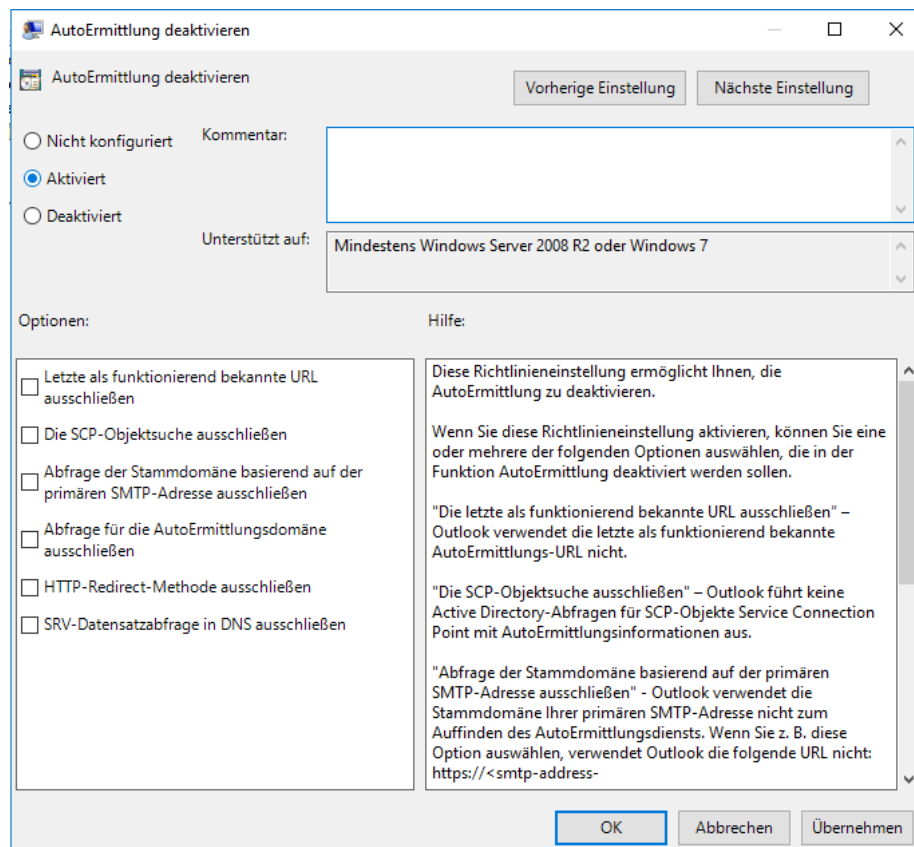 AutoErmittlung deaktivieren
AutoErmittlung deaktivieren
Vorherige Einstellung
Nächste Einstellung
Nicht konfiguriert
Aktiviert
Deaktiviert
Kommentar:
Unterstützt auf:
Mindestens Windows Server 2008 R2 oder Windows 7
Optionen:
Hilfe:
Letzte als funktionierend bekannte URL
ausschließen
Die SCP-Objektsuche ausschließen
Abfrage der Stammdomäne basierend auf der
primären SMTP-Adresse ausschließen
Abfrage für die AutoErmittlungsdomäne
ausschließen
HTTP-Redirect-Methode ausschließen
SRV-Datensatzabfrage in DNS ausschließen
Diese Richtlinieneinstellung ermöglicht Ihnen, die
AutoErmittlung zu deaktivieren.
Wenn Sie diese Richtlinieneinstellung aktivieren, können Sie eine
oder mehrere der folgenden Optionen auswählen, die in der
Funktion AutoErmittlung deaktiviert werden sollen.
"Die letzte als funktionierend bekannte URL ausschließen" –
Outlook verwendet die letzte als funktionierend bekannte
AutoErmittlungs-URL nicht.
"Die SCP-Objektsuche ausschließen" – Outlook führt keine
Active Directory-Abfragen für SCP-Objekte Service Connection
Point mit AutoErmittlungsinformationen aus.
"Abfrage der Stammdomäne basierend auf der primären
SMTP-Adresse ausschließen" - Outlook verwendet die
Stammdomäne Ihrer primären SMTP-Adresse nicht zum
Auffinden des AutoErmittlungsdiensts. Wenn Sie z. B. diese
Option auswählen, verwendet Outlook die folgende URL nicht:
https://<smtp-address-
OK
Abbrechen
Übernehmen